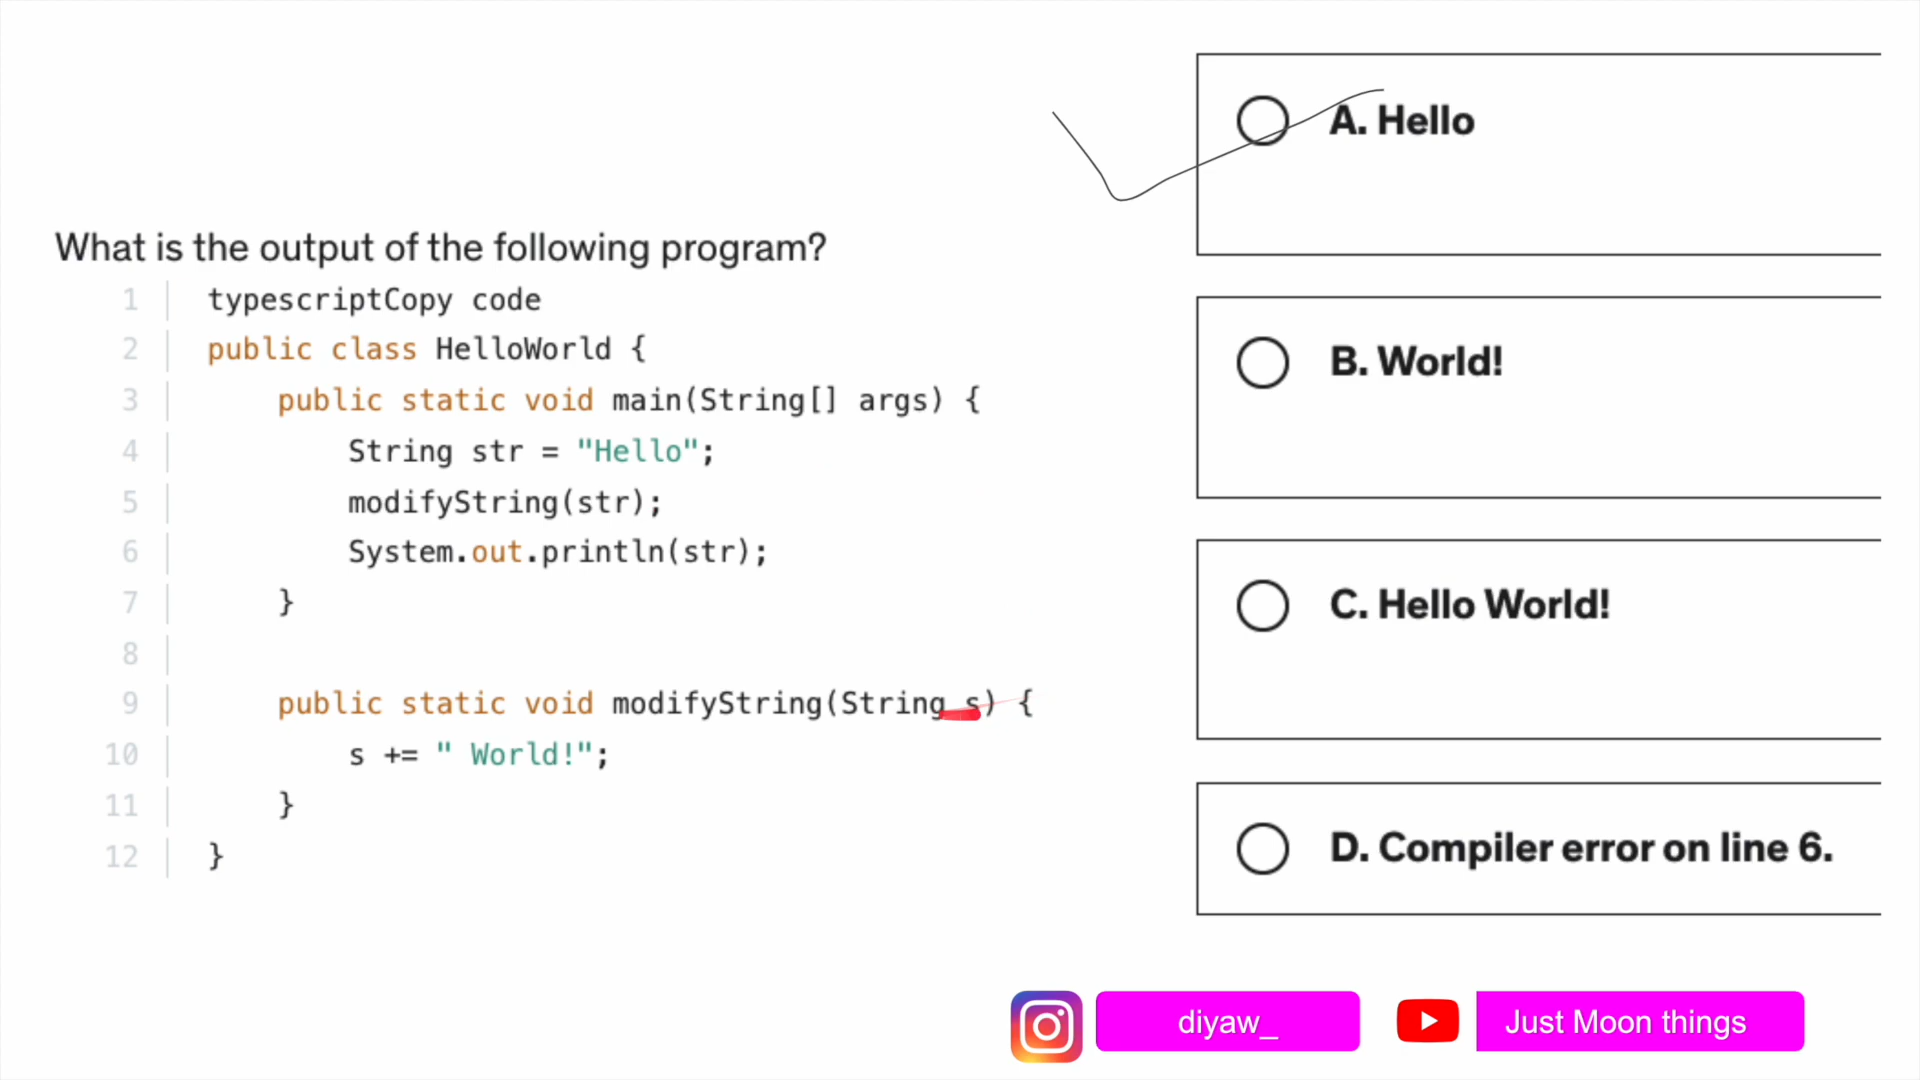 What is the output of the following program?
1 typescriptCopy code
2 public class HelloWorld {
3 public static void main(String[] args) {
4 String str = "Hello";
5 modifyString(str);
6 System.out.println(str);
7 }
8
9 public static void modifyString(String s) {
10 s += " World!";
11 }
12 }
A. Hello
B. World!
C. Hello World!
D. Compiler error on line 6.
diyaw_
Just Moon things